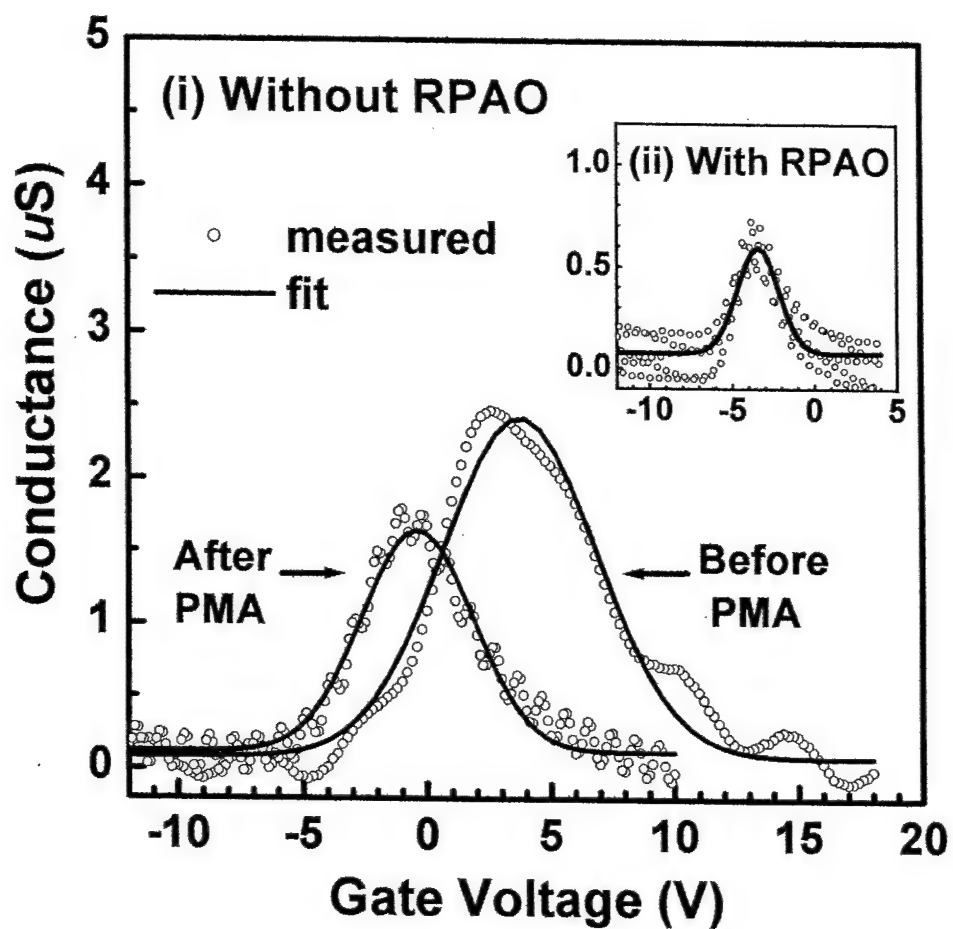 5
4
3
2
1
0
Conductance (uS)
(i) Without RPAO
measured
fit
1.0
0.5
0.0
(ii) With RPAO
-10 -5 0 5
After
PMA
Before
PMA
-10 -5 0 5 10 15 20
Gate Voltage (V)